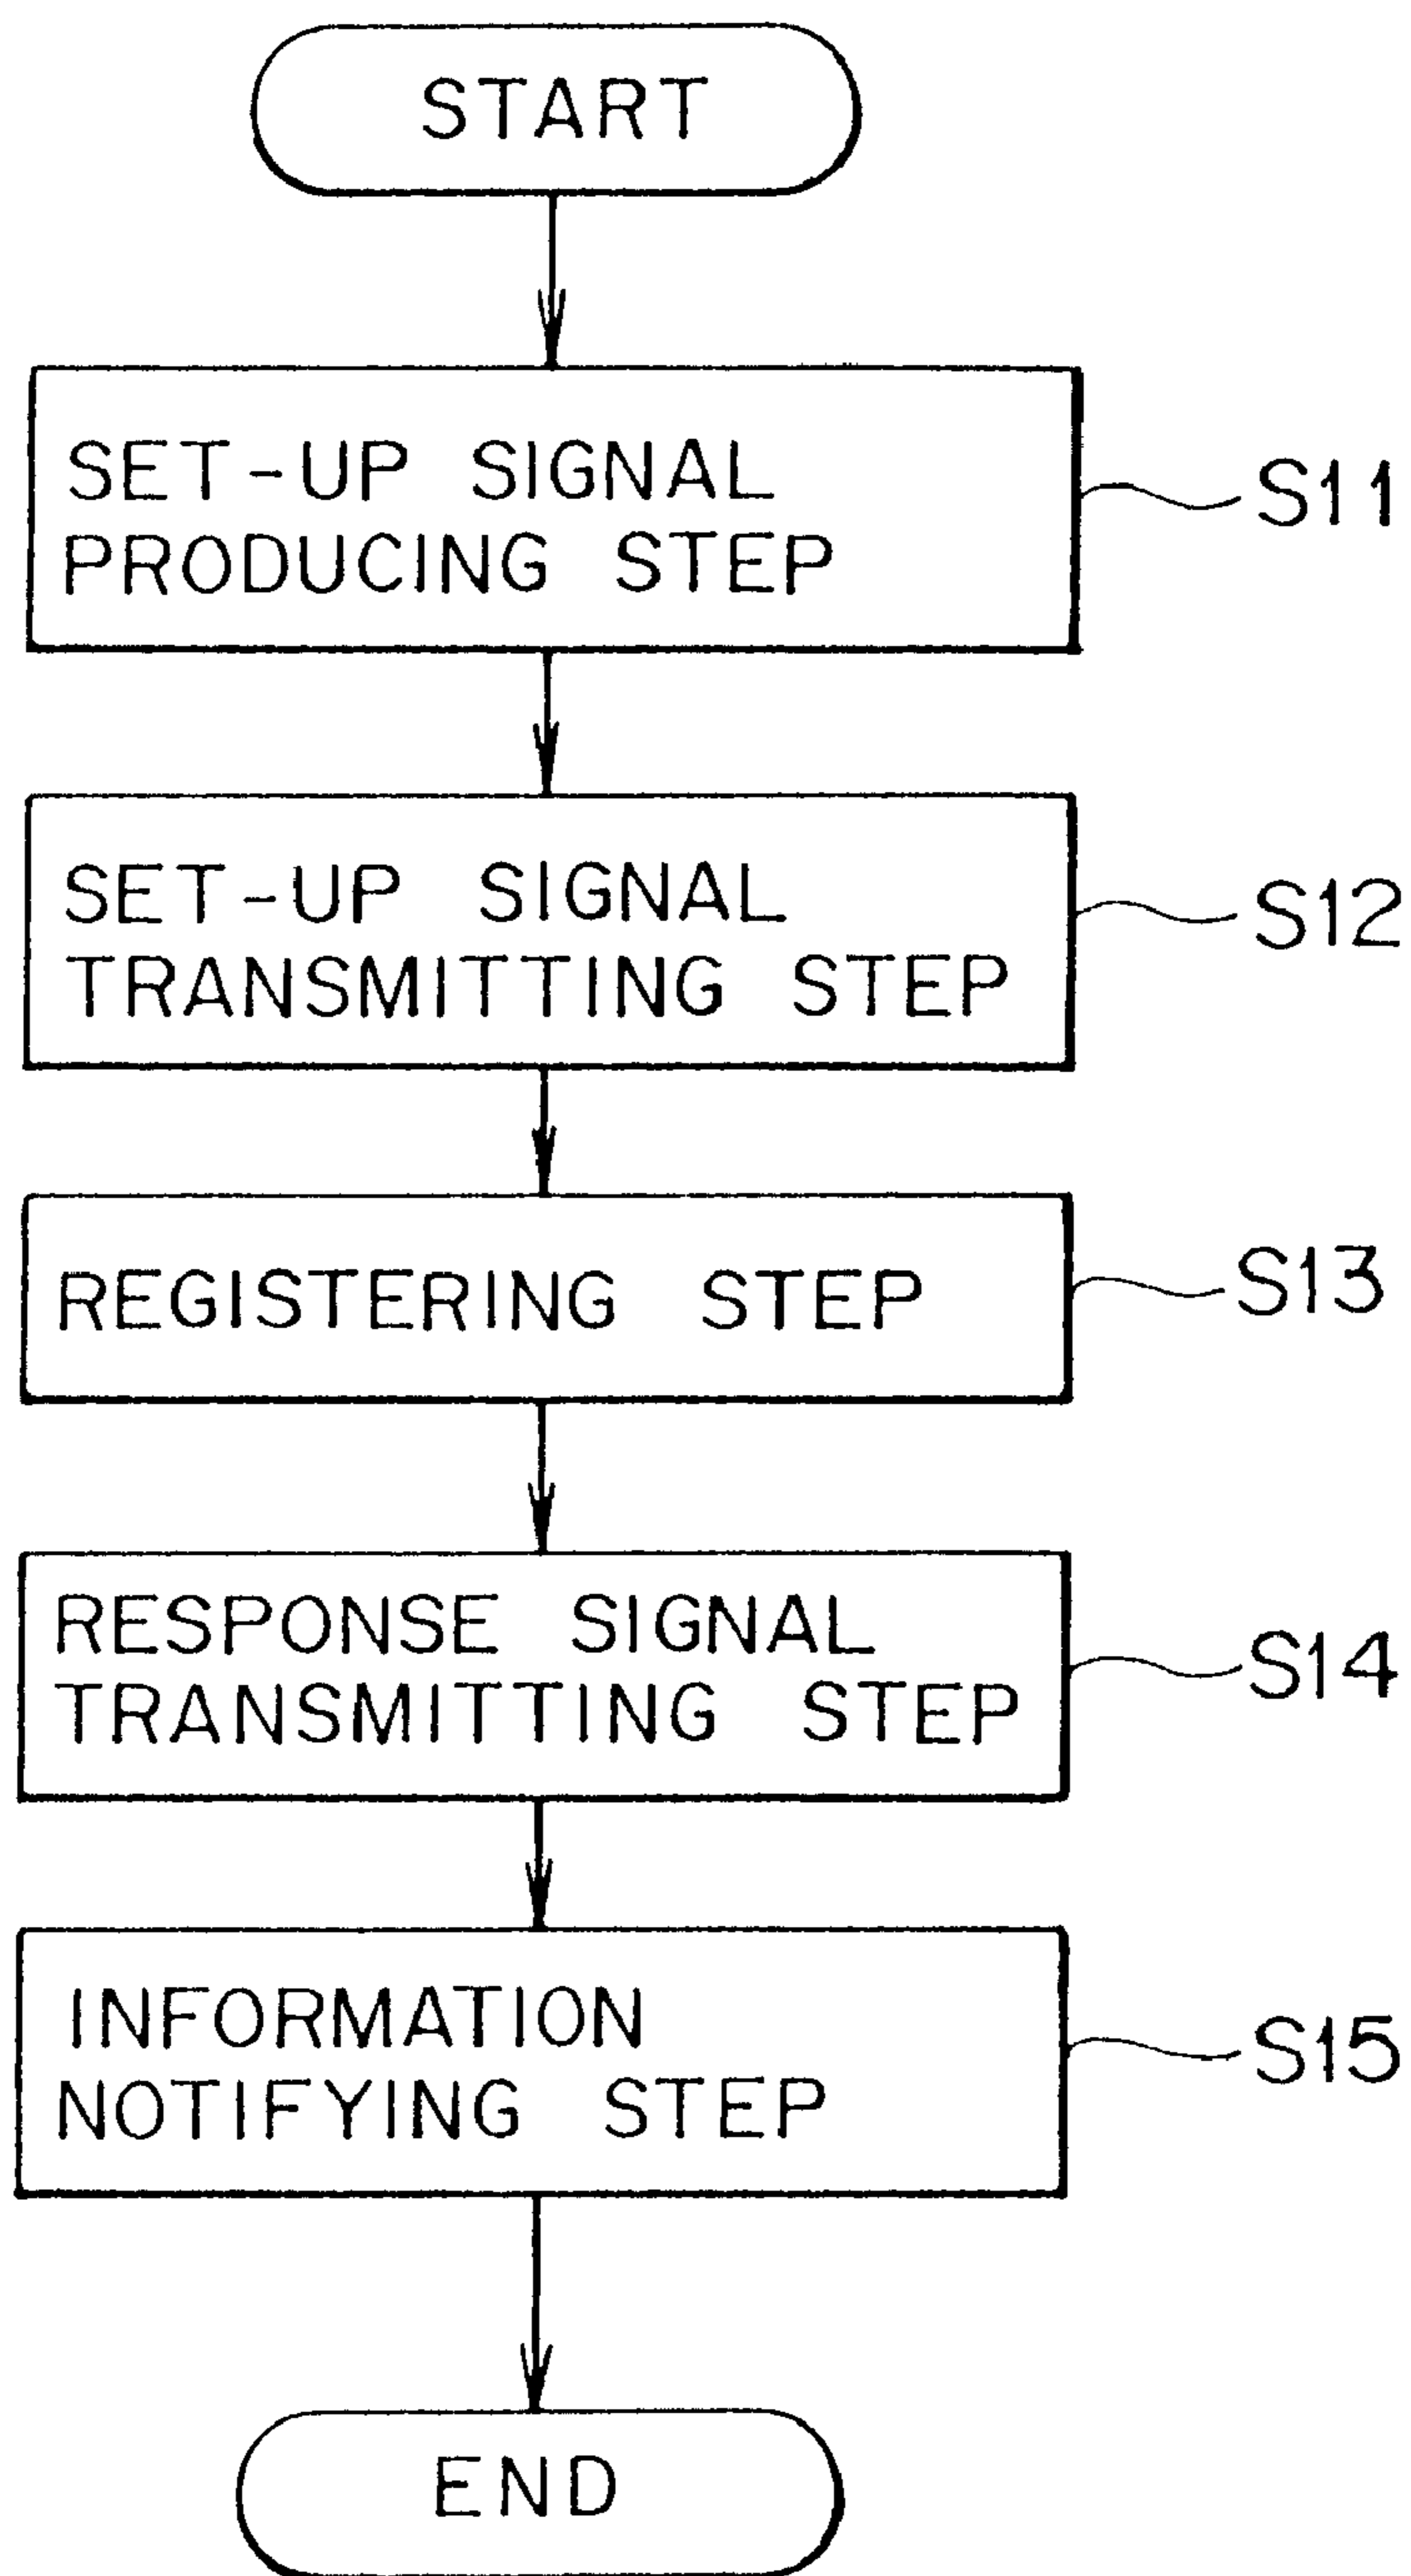 START
SET-UP SIGNAL
PRODUCING STEP
S11
SET-UP SIGNAL
TRANSMITTING STEP
S12
REGISTERING STEP
S13
RESPONSE SIGNAL
TRANSMITTING STEP
S14
INFORMATION
NOTIFYING STEP
S15
END